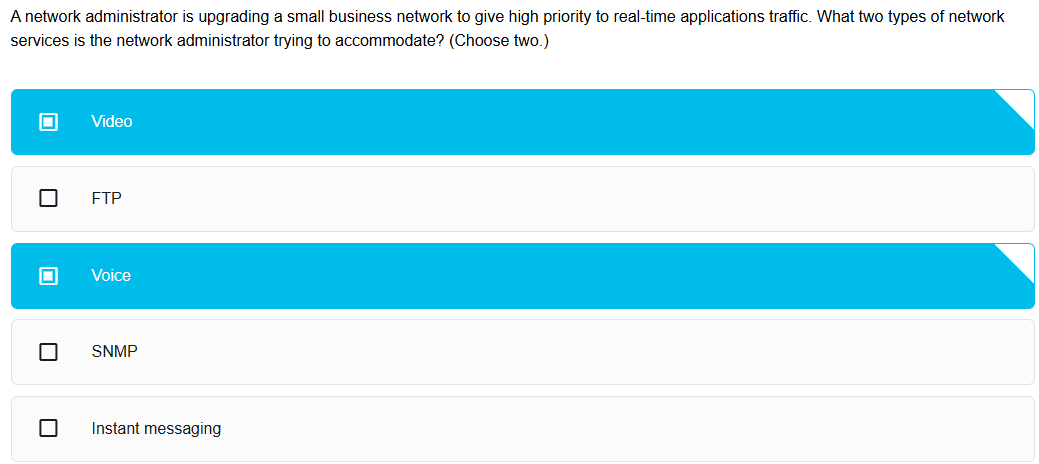 A network administrator is upgrading a small business network to give high priority to real-time applications traffic. What two types of network
services is the network administrator trying to accommodate? (Choose two.)
Video
FTP
Voice
SNMP
Instant messaging